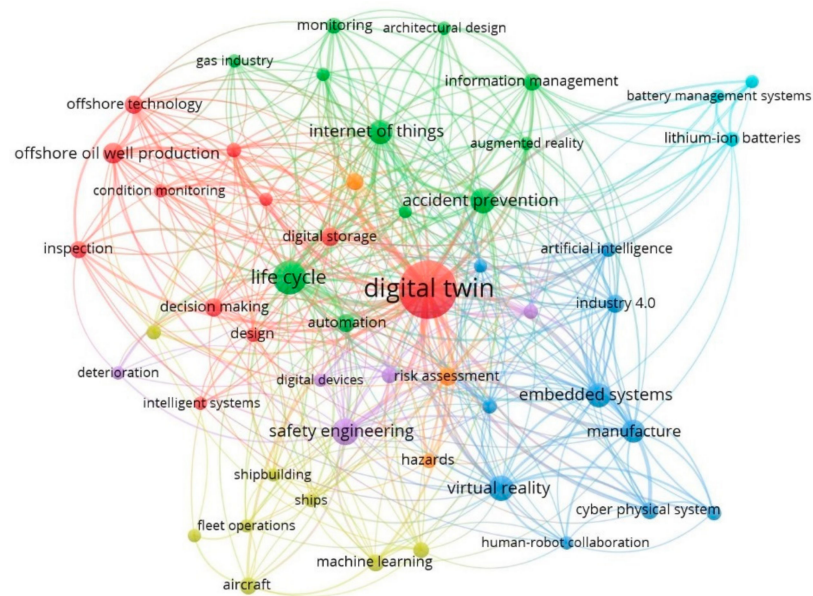 monitoring
architectural design
gas industry
information management
battery management systems
offshore technology
internet of things
augmented reality
lithium-ion batteries
offshore oil well production
condition monitoring
accident prevention
digital storage
inspection
artificial intelligence
life cycle
digital twin
industry 4.0
decision making
automation
design
deterioration
digital devices
risk assessment
embedded systems
intelligent systems
safety engineering
manufacture
hazards
shipbuilding
virtual reality
ships
cyber physical system
fleet operations
human-robot collaboration
machine learning
aircraft